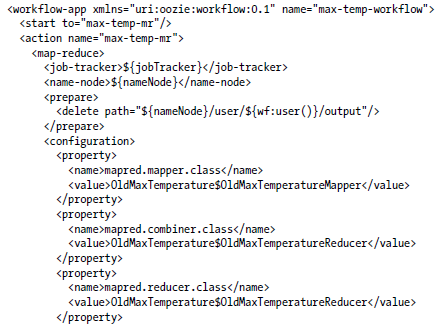 <workflow-app xmlns="uri:oozie:workflow:0.1" name="max-temp-workflow">
  <start to="max-temp-mr"/>
  <action name="max-temp-mr">
    <map-reduce>
      <job-tracker>${jobTracker}</job-tracker>
      <name-node>${nameNode}</name-node>
      <prepare>
        <delete path="${nameNode}/user/${wf:user()}/output"/>
      </prepare>
      <configuration>
        <property>
          <name>mapred.mapper.class</name>
          <value>OldMaxTemperature$OldMaxTemperatureMapper</value>
        </property>
        <property>
          <name>mapred.combiner.class</name>
          <value>OldMaxTemperature$OldMaxTemperatureReducer</value>
        </property>
        <property>
          <name>mapred.reducer.class</name>
          <value>OldMaxTemperature$OldMaxTemperatureReducer</value>
        </property>